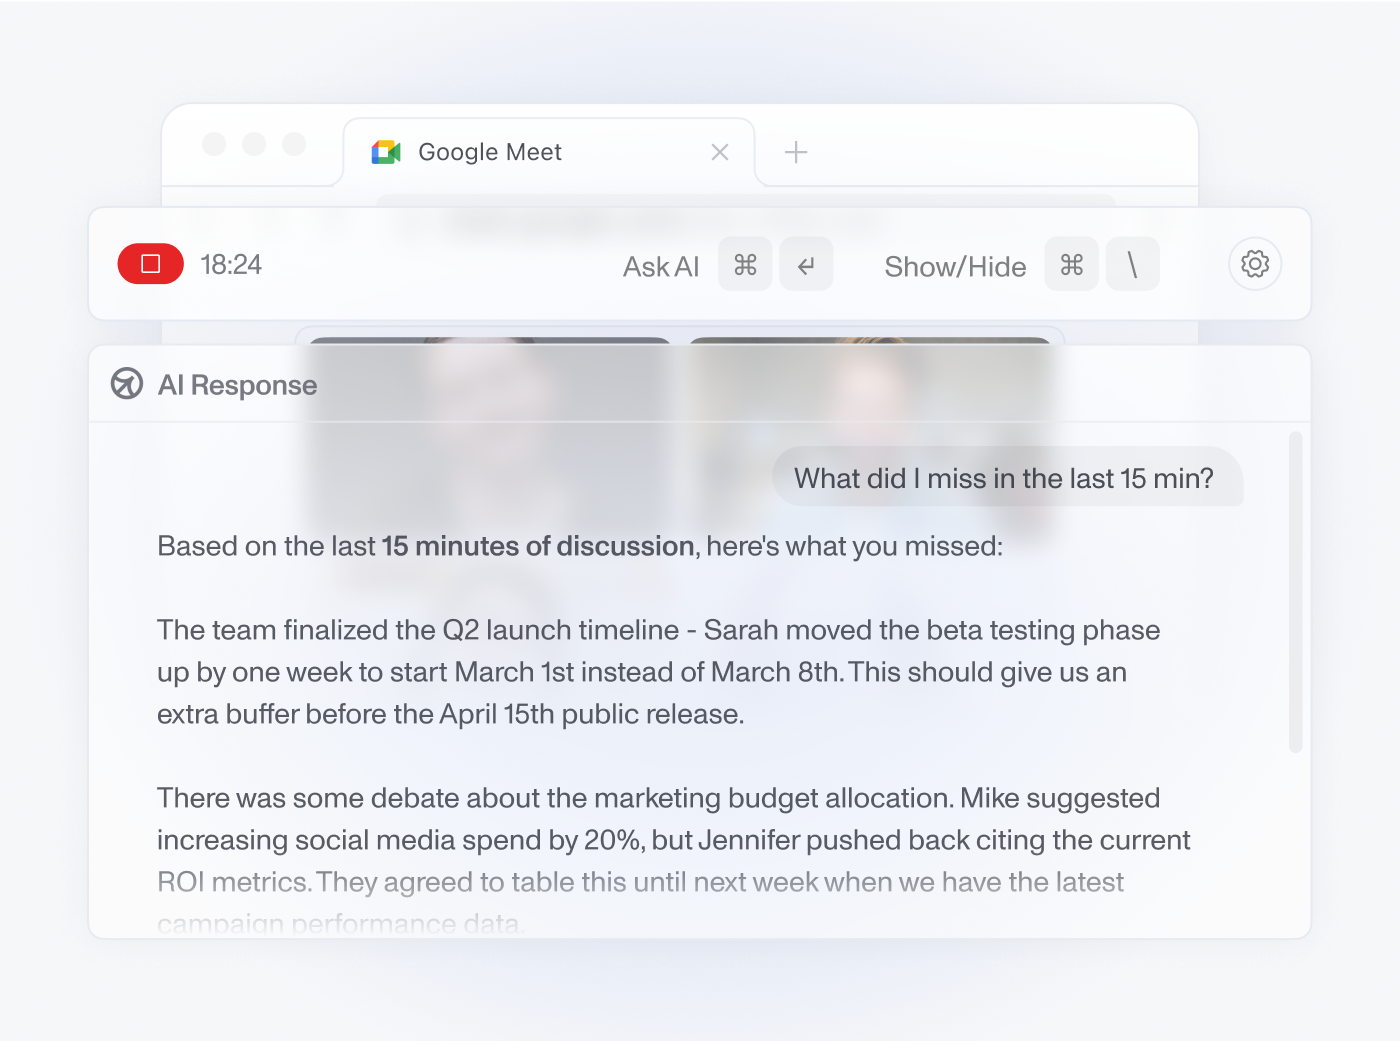 Google Meet
18:24
Ask AI ⌘ ↵ Show/Hide ⌘ \
AI Response
What did I miss in the last 15 min?
Based on the last 15 minutes of discussion, here's what you missed:
The team finalized the Q2 launch timeline - Sarah moved the beta testing phase
up by one week to start March 1st instead of March 8th. This should give us an
extra buffer before the April 15th public release.
There was some debate about the marketing budget allocation. Mike suggested
increasing social media spend by 20%, but Jennifer pushed back citing the current
ROI metrics. They agreed to table this until next week when we have the latest
campaign performance data.